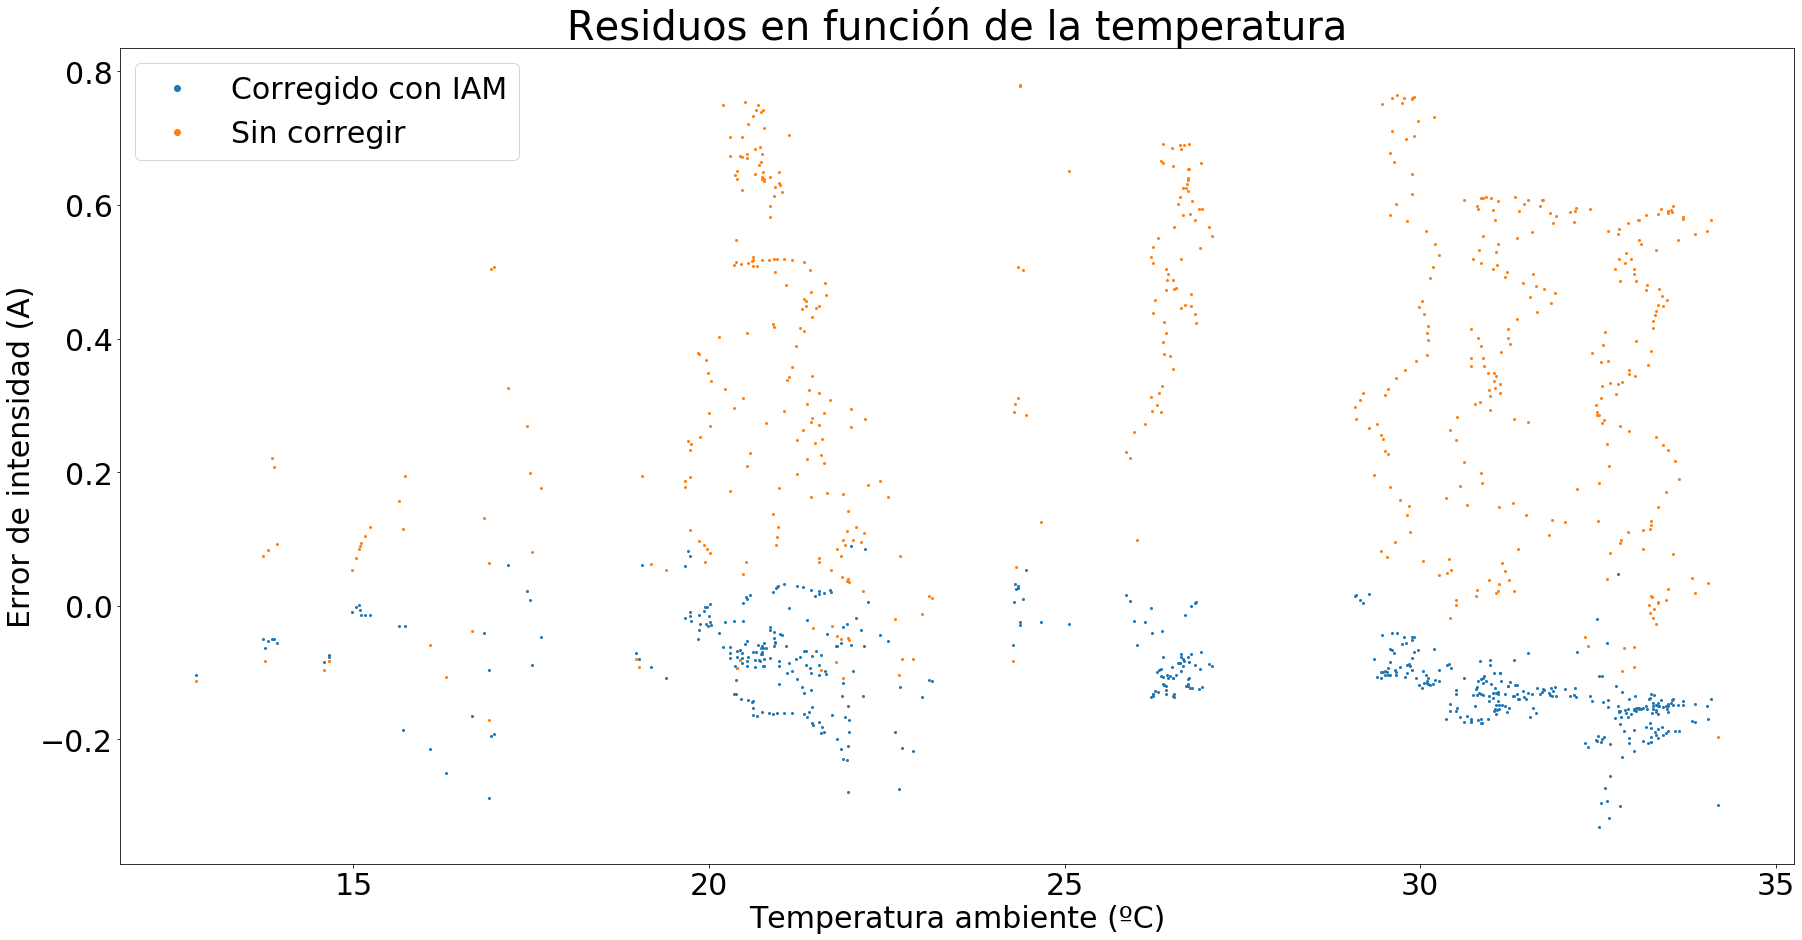 Residuos en función de la temperatura
Corregido con IAM
Sin corregir
Error de intensidad (A)
0.8
0.6
0.4
0.2
0.0
−0.2
15 20 25 30 35
Temperatura ambiente (ºC)